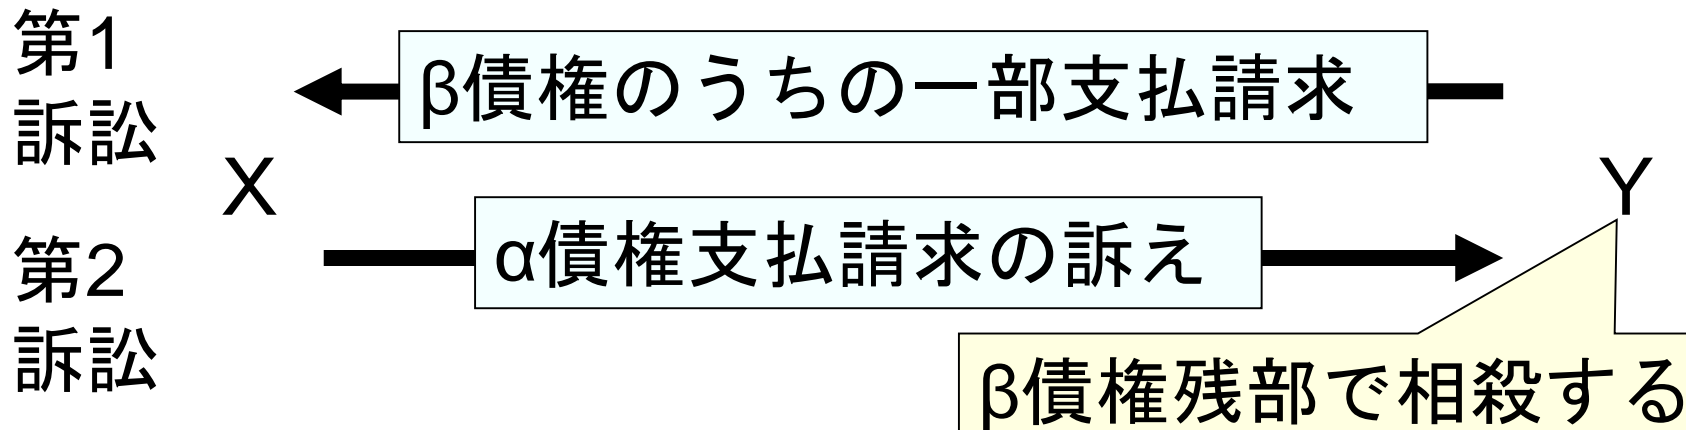 第1
訴訟
β債権のうちの一部支払請求
X
Y
第2
訴訟
α債権支払請求の訴え
β債権残部で相殺する